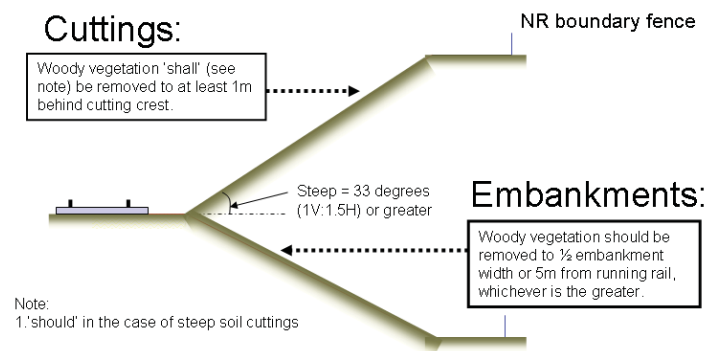 Cuttings:
NR boundary fence
Woody vegetation 'shall' (see
note) be removed to at least 1m
behind cutting crest.
Steep = 33 degrees
(1V:1.5H) or greater
Embankments:
Woody vegetation should be
removed to ½ embankment
width or 5m from running rail,
whichever is the greater.
Note:
1.'should' in the case of steep soil cuttings